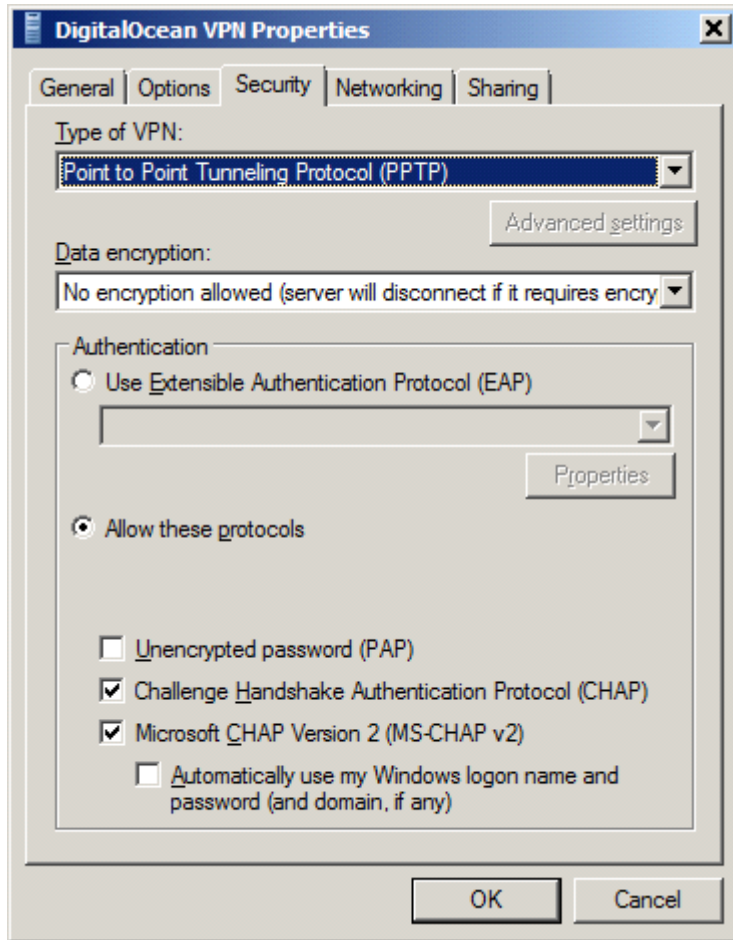 DigitalOcean VPN Properties
General Options Security Networking Sharing
Type of VPN:
Point to Point Tunneling Protocol (PPTP)
Advanced settings
Data encryption:
No encryption allowed (server will disconnect if it requires encry
Authentication
Use Extensible Authentication Protocol (EAP)
Properties
Allow these protocols
Unencrypted password (PAP)
Challenge Handshake Authentication Protocol (CHAP)
Microsoft CHAP Version 2 (MS-CHAP v2)
Automatically use my Windows logon name and
password (and domain, if any)
OK Cancel